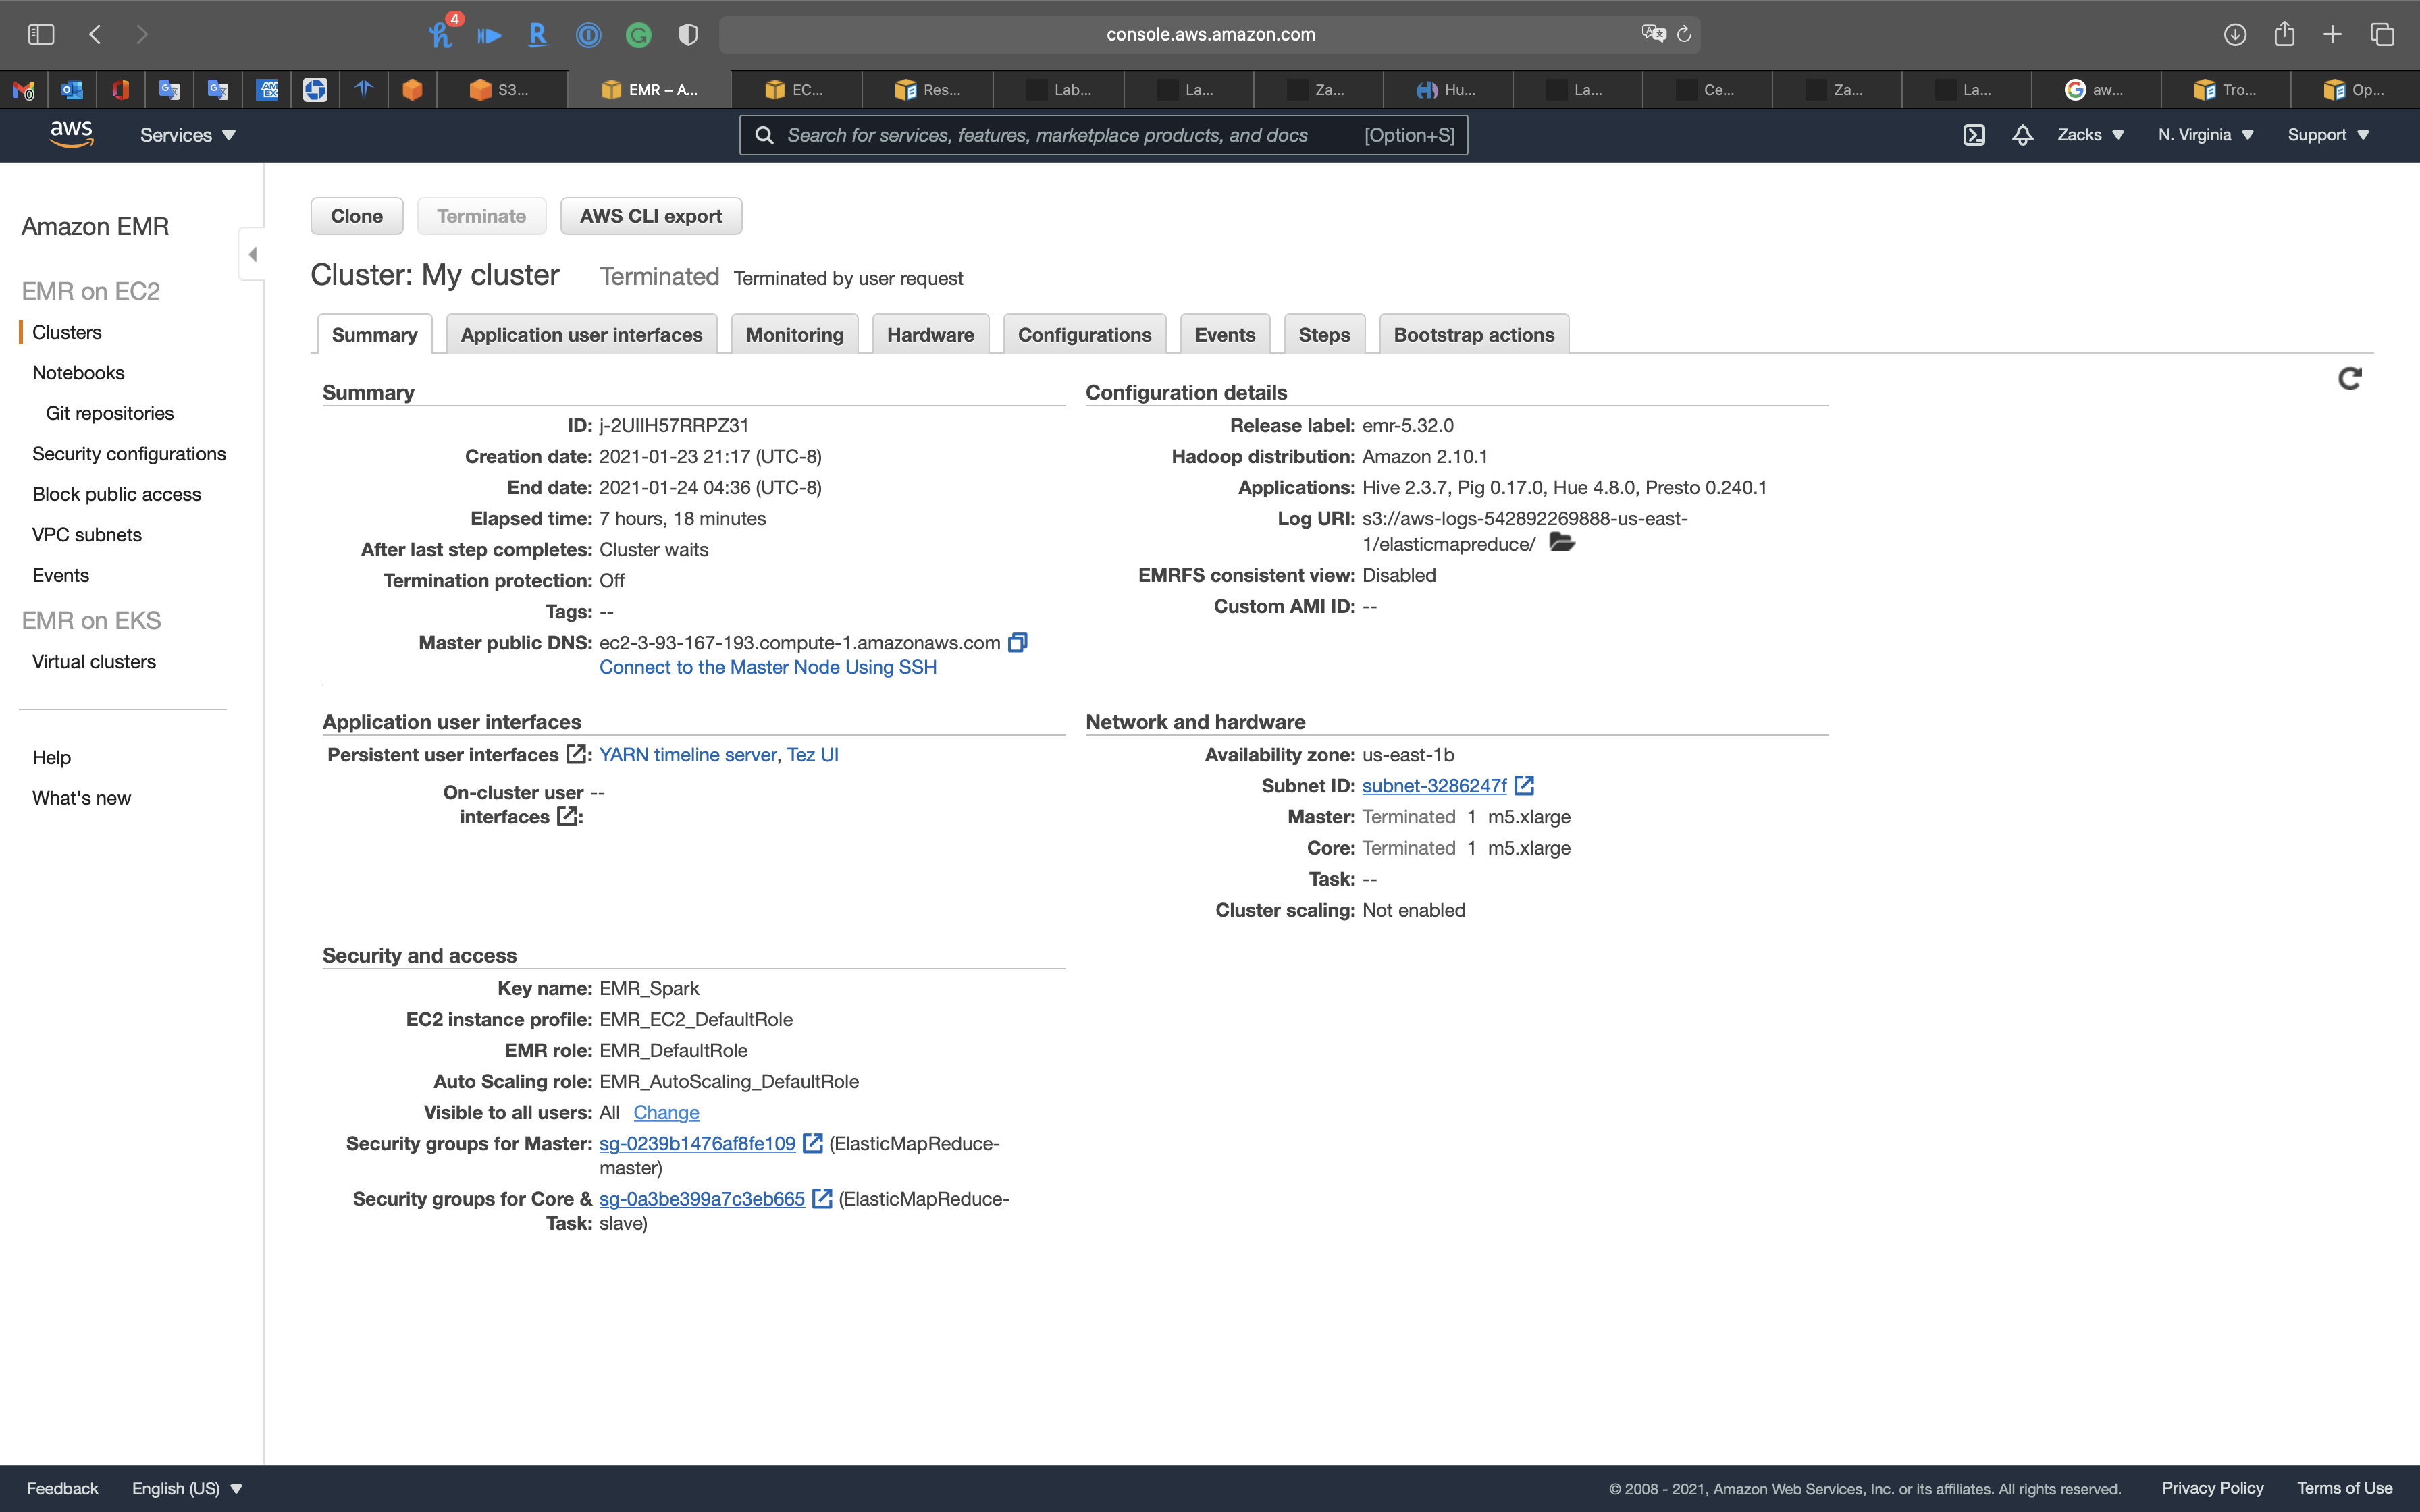 4
console.aws.amazon.com
S3...
EMR – A...
EC...
Res...
Lab...
La...
Za...
Hu...
La...
Ce...
Za...
La...
aw...
Tro...
Op...
aws
Services
Search for services, features, marketplace products, and docs
[Option+S]
Zacks
N. Virginia
Support
Amazon EMR
EMR on EC2
Clusters
Notebooks
Git repositories
Security configurations
Block public access
VPC subnets
Events
EMR on EKS
Virtual clusters
Help
What's new
Clone
Terminate
AWS CLI export
Cluster: My cluster Terminated Terminated by user request
Summary
Application user interfaces
Monitoring
Hardware
Configurations
Events
Steps
Bootstrap actions
Summary
ID: j-2UIIH57RRPZ31
Creation date: 2021-01-23 21:17 (UTC-8)
End date: 2021-01-24 04:36 (UTC-8)
Elapsed time: 7 hours, 18 minutes
After last step completes: Cluster waits
Termination protection: Off
Tags: --
Master public DNS: ec2-3-93-167-193.compute-1.amazonaws.com
Connect to the Master Node Using SSH
Configuration details
Release label: emr-5.32.0
Hadoop distribution: Amazon 2.10.1
Applications: Hive 2.3.7, Pig 0.17.0, Hue 4.8.0, Presto 0.240.1
Log URI: s3://aws-logs-542892269888-us-east-
1/elasticmapreduce/
EMRFS consistent view: Disabled
Custom AMI ID: --
Application user interfaces
Persistent user interfaces : YARN timeline server, Tez UI
On-cluster user --
interfaces :
Network and hardware
Availability zone: us-east-1b
Subnet ID: subnet-3286247f
Master: Terminated 1 m5.xlarge
Core: Terminated 1 m5.xlarge
Task: --
Cluster scaling: Not enabled
Security and access
Key name: EMR_Spark
EC2 instance profile: EMR_EC2_DefaultRole
EMR role: EMR_DefaultRole
Auto Scaling role: EMR_AutoScaling_DefaultRole
Visible to all users: All Change
Security groups for Master: sg-0239b1476af8fe109 (ElasticMapReduce-
master)
Security groups for Core & sg-0a3be399a7c3eb665 (ElasticMapReduce-
Task: slave)
Feedback
English (US)
© 2008 - 2021, Amazon Web Services, Inc. or its affiliates. All rights reserved.
Privacy Policy
Terms of Use